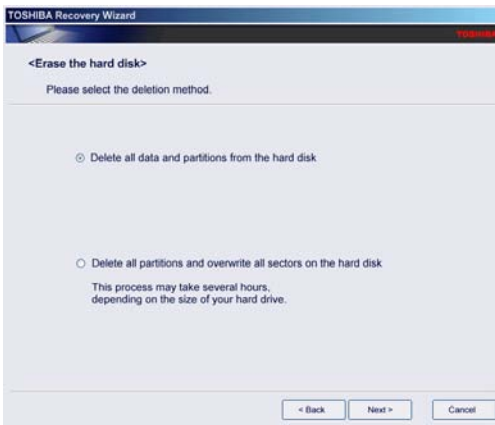 TOSHIBA Recovery Wizard
TOSHIBA
<Erase the hard disk>
Please select the deletion method.
Delete all data and partitions from the hard disk
Delete all partitions and overwrite all sectors on the hard disk
This process may take several hours,
depending on the size of your hard drive.
< Back Next > Cancel